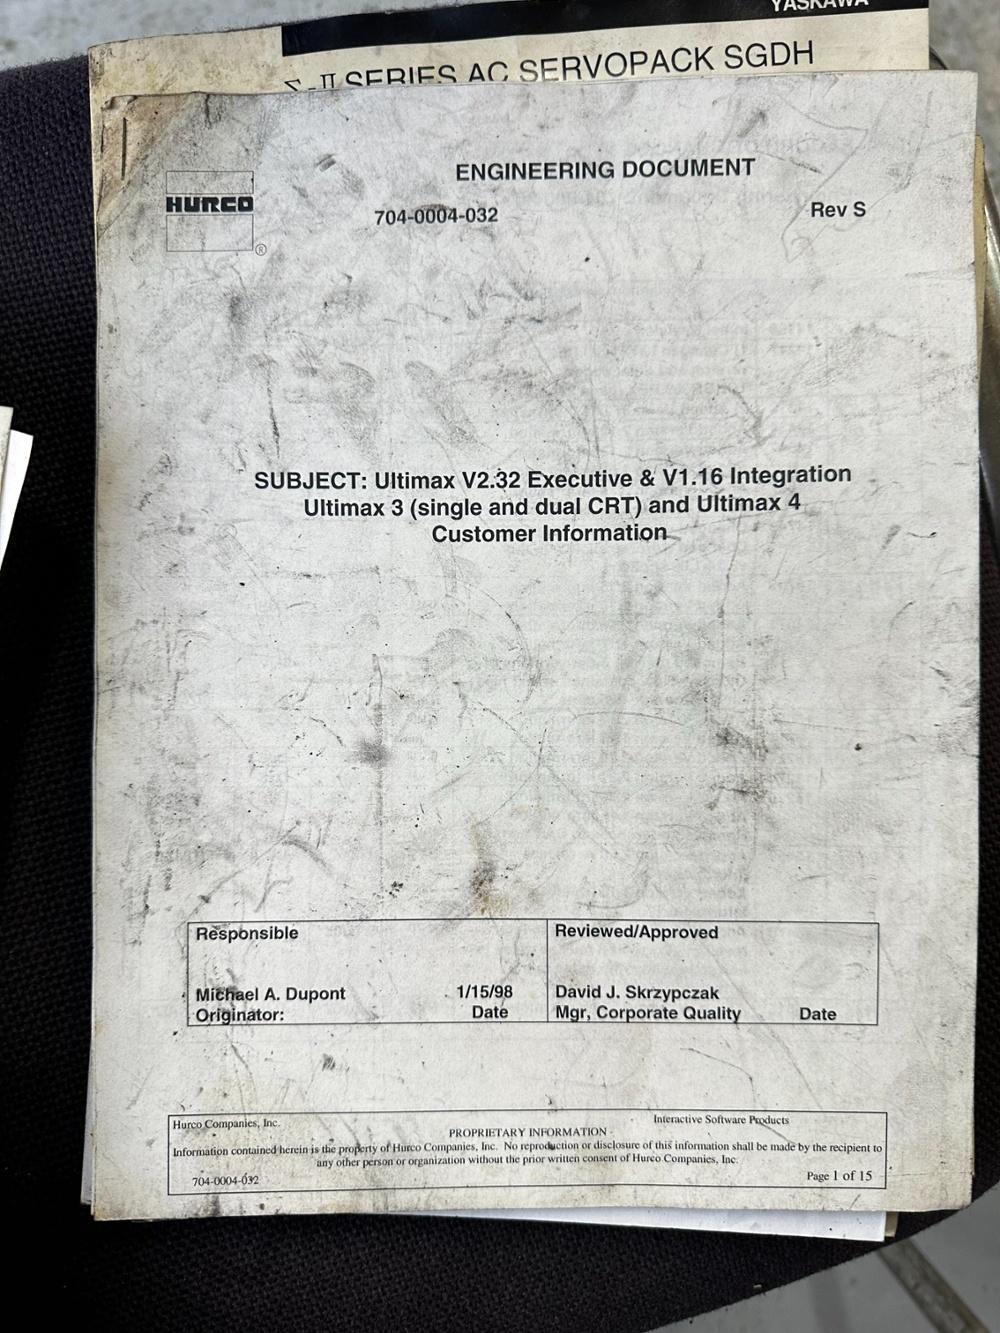 YASKAWA
Σ-II SERIES AC SERVOPACK SGDH
ENGINEERING DOCUMENT
HURCO
®
704-0004-032
Rev S
SUBJECT: Ultimax V2.32 Executive & V1.16 Integration
Ultimax 3 (single and dual CRT) and Ultimax 4
Customer Information
Responsible
Michael A. Dupont 1/15/98
Originator: Date
Reviewed/Approved
David J. Skrzypczak
Mgr, Corporate Quality Date
Hurco Companies, Inc. Interactive Software Products
PROPRIETARY INFORMATION
Information contained herein is the property of Hurco Companies, Inc. No reproduction or disclosure of this information shall be made by the recipient to
any other person or organization without the prior written consent of Hurco Companies, Inc.
704-0004-032 Page 1 of 15